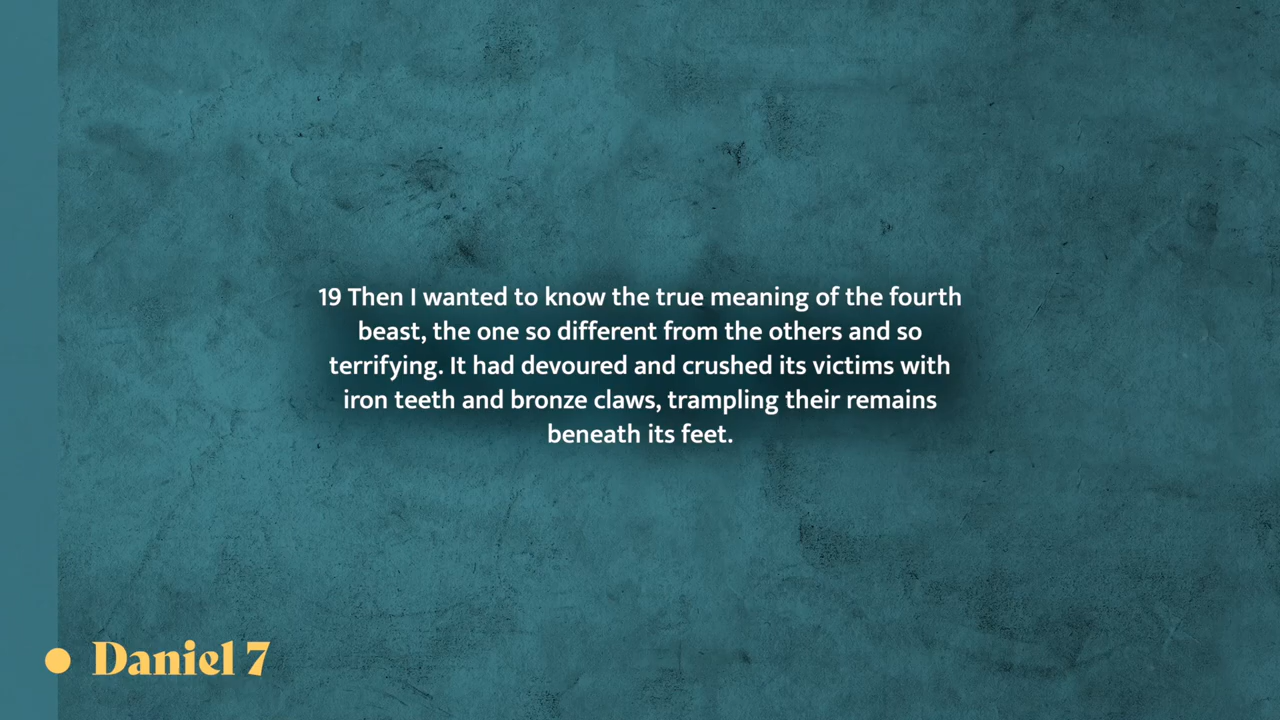 19 Then I wanted to know the true meaning of the fourth
beast, the one so different from the others and so
terrifying. It had devoured and crushed its victims with
iron teeth and bronze claws, trampling their remains
beneath its feet.
Daniel 7